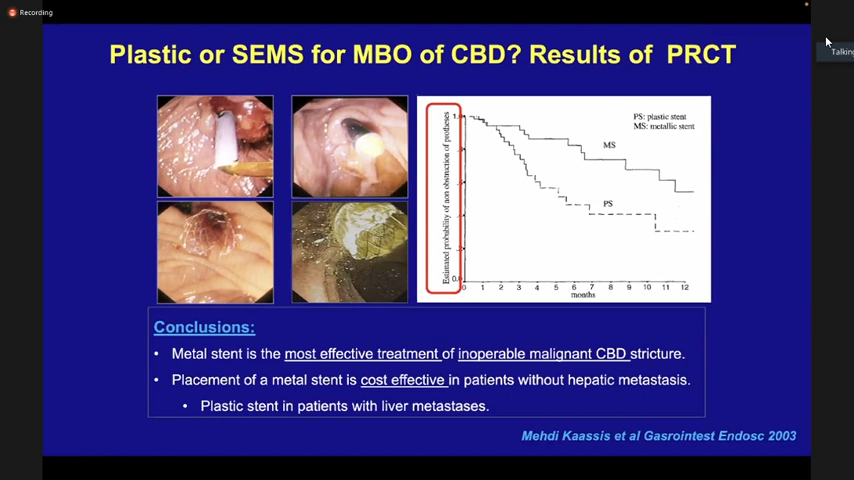 Recording
Talking
Plastic or SEMS for MBO of CBD? Results of PRCT
PS: plastic stent
MS: metallic stent
Estimated probability of non obstruction of protheses
1.0
0.0
MS
PS
0 1 2 3 4 5 6 7 8 9 10 11 12
months
Conclusions:
• Metal stent is the most effective treatment of inoperable malignant CBD stricture.
• Placement of a metal stent is cost effective in patients without hepatic metastasis.
• Plastic stent in patients with liver metastases.
Mehdi Kaassis et al Gasrointest Endosc 2003